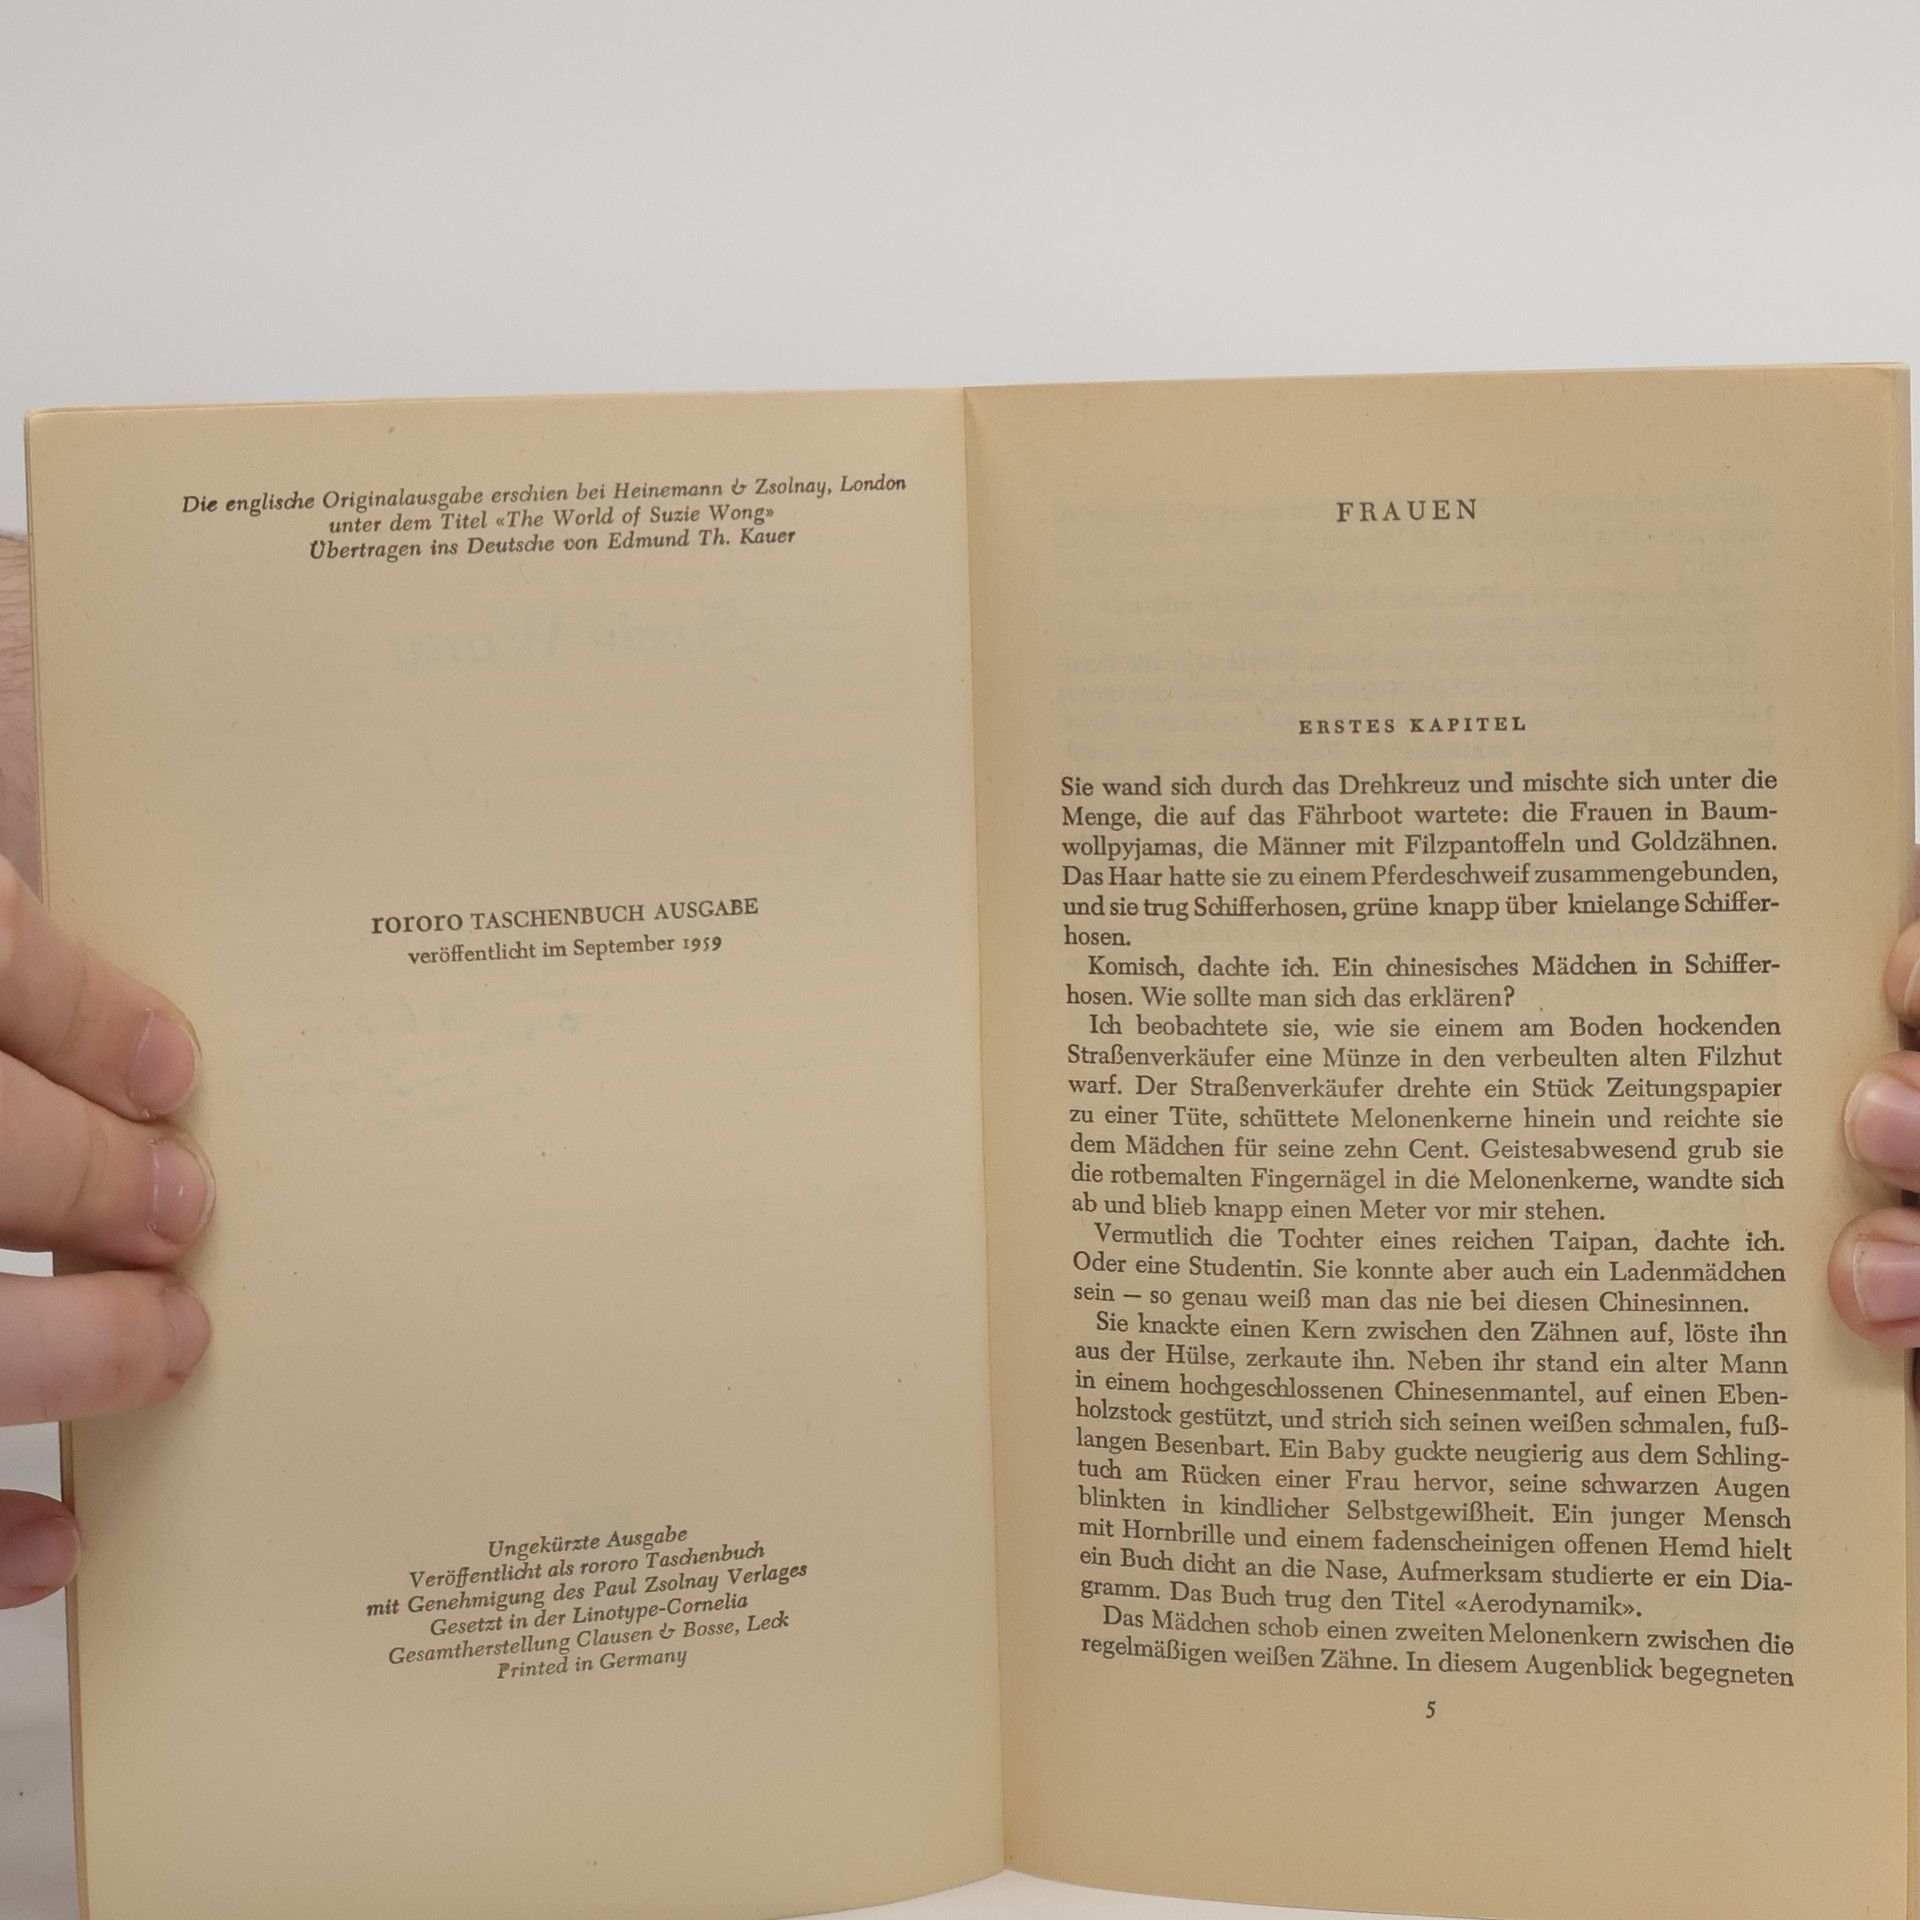 Die englische Originalausgabe erschien bei Heinemann & Zsolnay, London
unter dem Titel «The World of Suzie Wong»
Übertragen ins Deutsche von Edmund Th. Kauer
rororo TASCHENBUCH AUSGABE
veröffentlicht im September 1959
Ungekürzte Ausgabe
Veröffentlicht als rororo Taschenbuch
mit Genehmigung des Paul Zsolnay Verlages
Gesetzt in der Linotype-Cornelia
Gesamtherstellung Clausen & Bosse, Leck
Printed in Germany
FRAUEN
ERSTES KAPITEL
Sie wand sich durch das Drehkreuz und mischte sich unter die
Menge, die auf das Fährboot wartete: die Frauen in Baum-
wollpyjamas, die Männer mit Filzpantoffeln und Goldzähnen.
Das Haar hatte sie zu einem Pferdeschweif zusammengebunden,
und sie trug Schifferhosen, grüne knapp über knielange Schiffer-
hosen.
Komisch, dachte ich. Ein chinesisches Mädchen in Schiffer-
hosen. Wie sollte man sich das erklären?
Ich beobachtete sie, wie sie einem am Boden hockenden
Straßenverkäufer eine Münze in den verbeulten alten Filzhut
warf. Der Straßenverkäufer drehte ein Stück Zeitungspapier
zu einer Tüte, schüttete Melonenkerne hinein und reichte sie
dem Mädchen für seine zehn Cent. Geistesabwesend grub sie
die rotbemalten Fingernägel in die Melonenkerne, wandte sich
ab und blieb knapp einen Meter vor mir stehen.
Vermutlich die Tochter eines reichen Taipan, dachte ich.
Oder eine Studentin. Sie konnte aber auch ein Ladenmädchen
sein — so genau weiß man das nie bei diesen Chinesinnen.
Sie knackte einen Kern zwischen den Zähnen auf, löste ihn
aus der Hülse, zerkaute ihn. Neben ihr stand ein alter Mann
in einem hochgeschlossenen Chinesenmantel, auf einen Eben-
holzstock gestützt, und strich sich seinen weißen schmalen, fuß-
langen Besenbart. Ein Baby guckte neugierig aus dem Schling-
tuch am Rücken einer Frau hervor, seine schwarzen Augen
blinkten in kindlicher Selbstgewißheit. Ein junger Mensch
mit Hornbrille und einem fadenscheinigen offenen Hemd hielt
ein Buch dicht an die Nase, Aufmerksam studierte er ein Dia-
gramm. Das Buch trug den Titel «Aerodynamik».
Das Mädchen schob einen zweiten Melonenkern zwischen die
regelmäßigen weißen Zähne. In diesem Augenblick begegneten
5